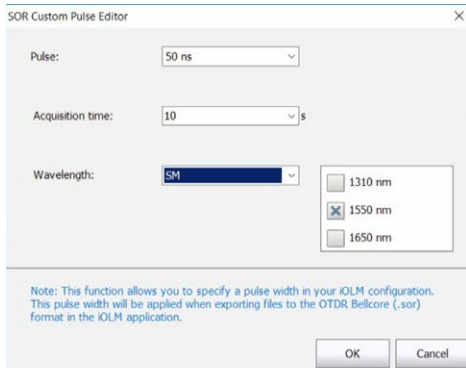 SOR Custom Pulse Editor
Pulse: 50 ns
Acquisition time: 10 s
Wavelength: SM
1310 nm
1550 nm
1650 nm
Note: This function allows you to specify a pulse width in your iOLM configuration.
This pulse width will be applied when exporting files to the OTDR Bellcore (.sor)
format in the iOLM application.
OK Cancel